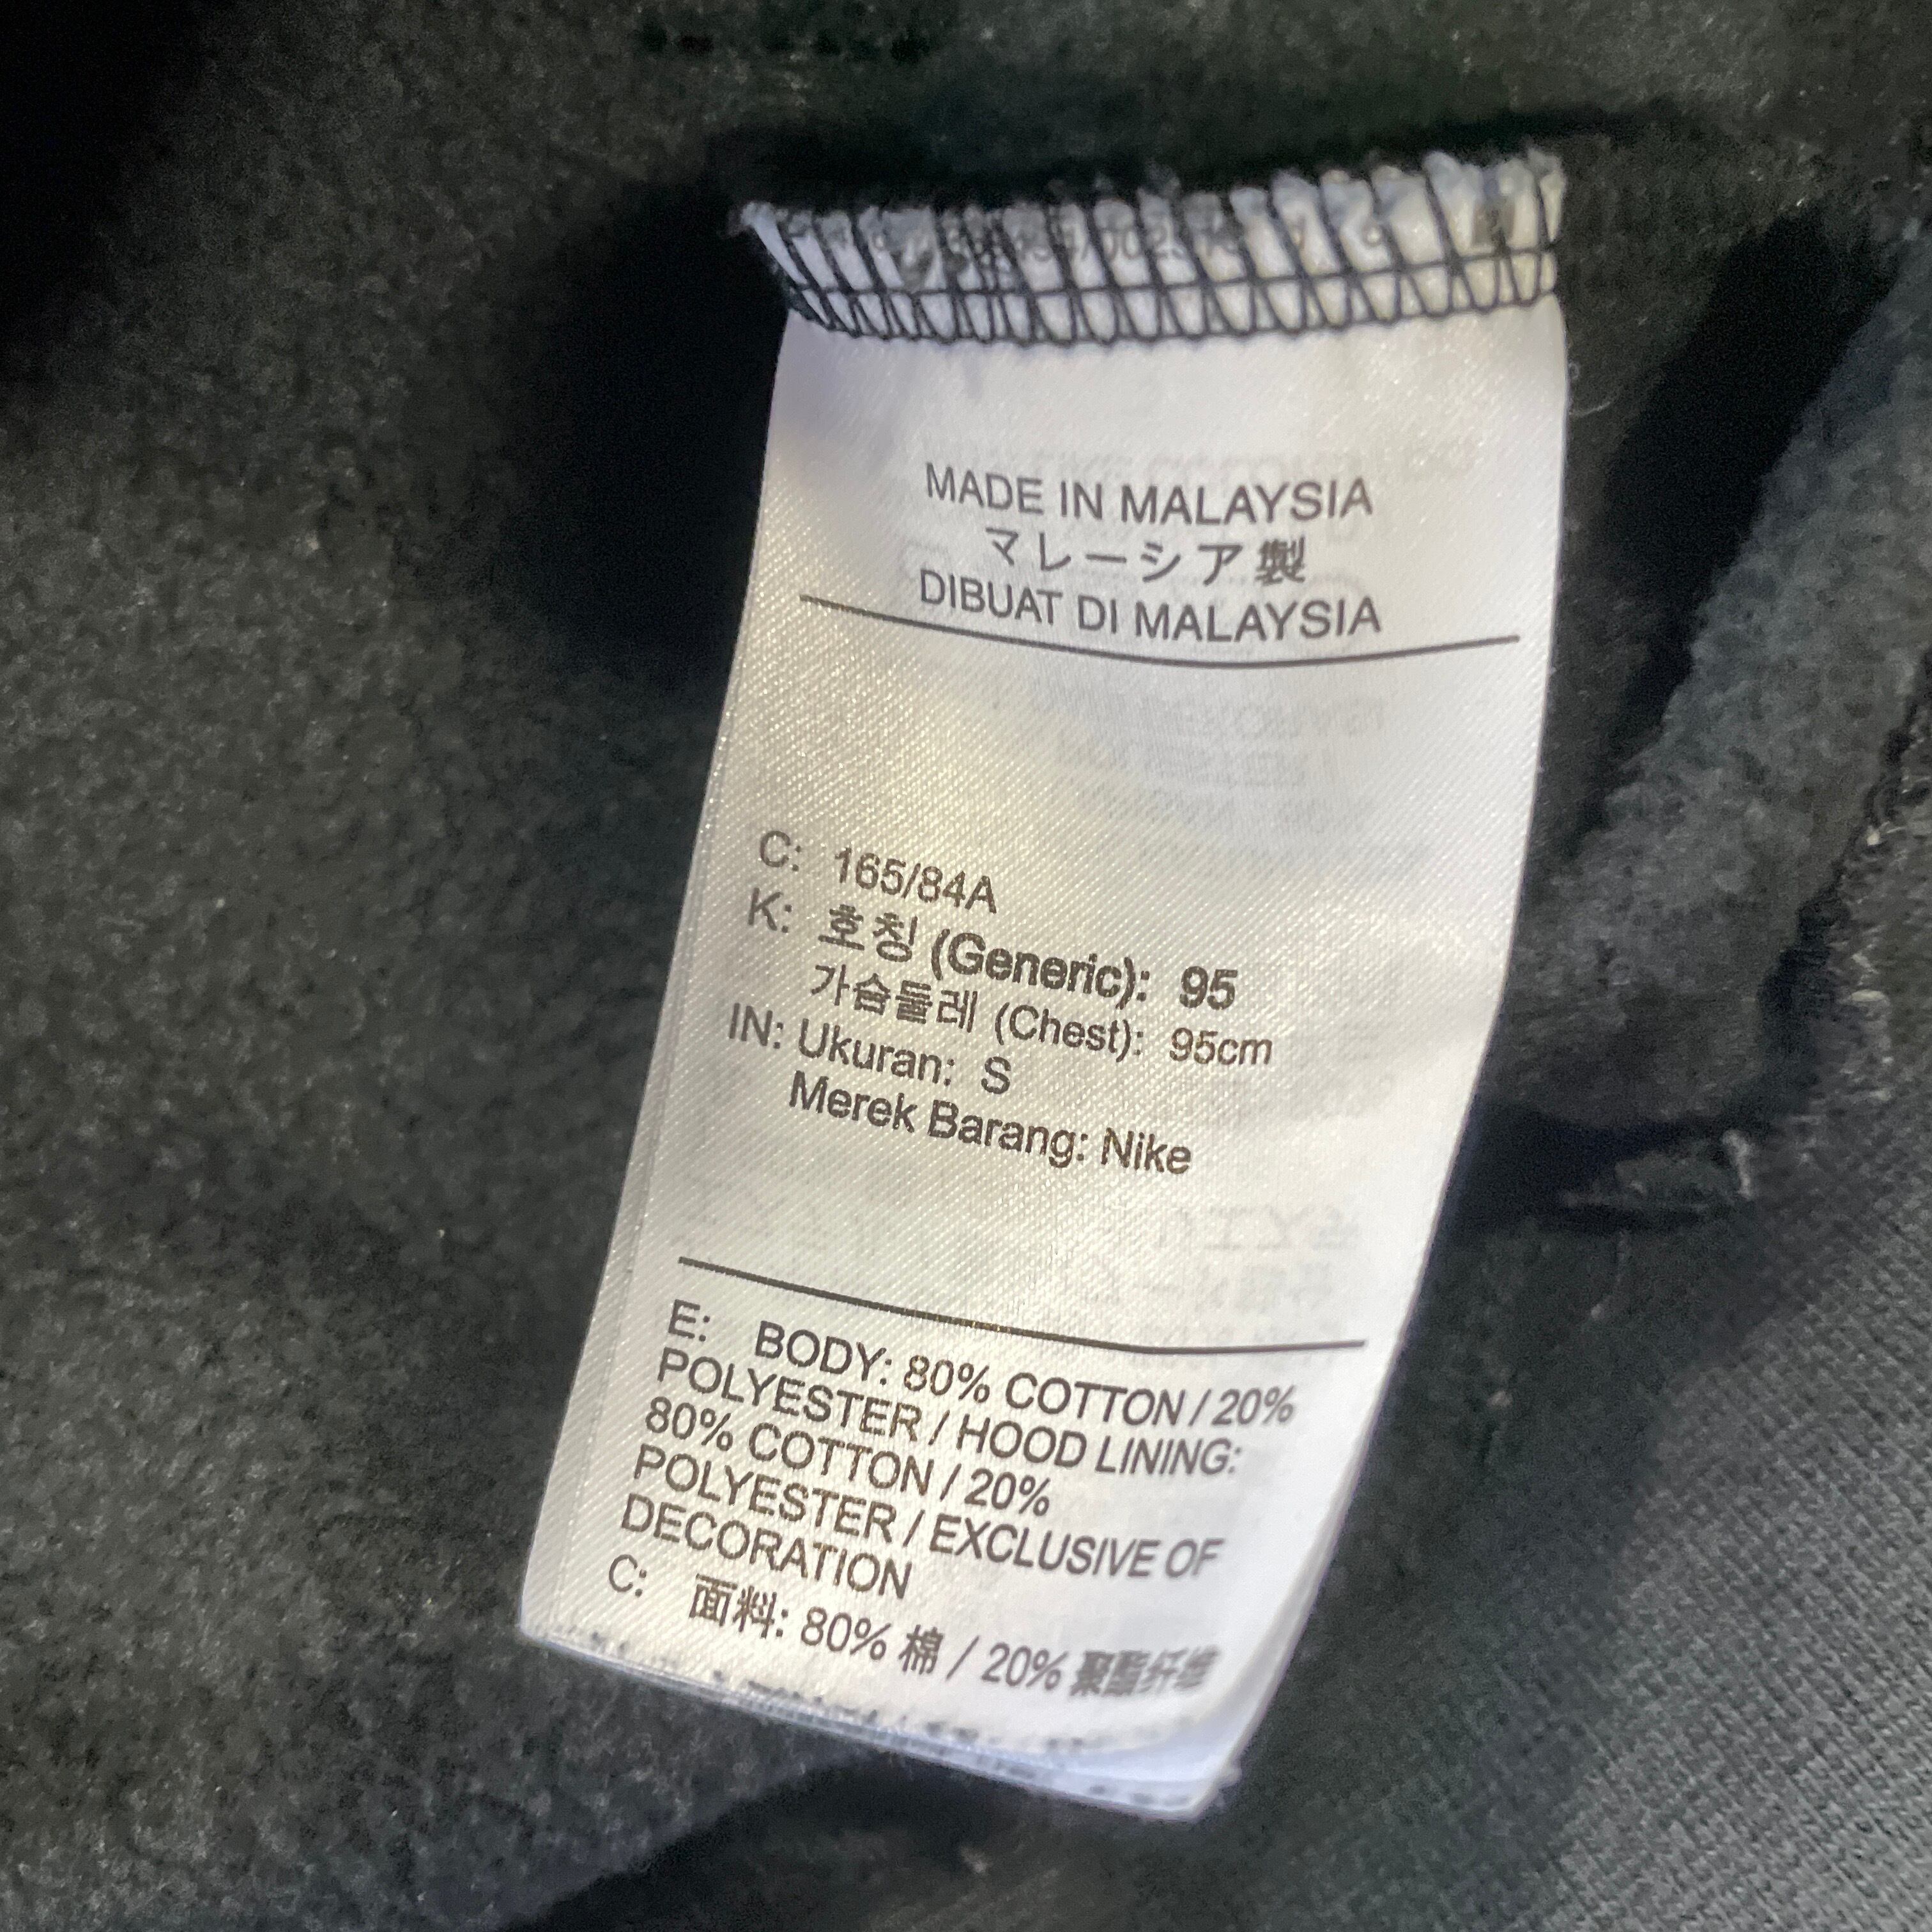 MADE IN MALAYSIA
マレーシア製
DIBUAT DI MALAYSIA
C: 165/84A
K: 호칭 (Generic): 95
가슴둘레 (Chest): 95cm
IN: Ukuran: S
Merek Barang: Nike
E: BODY: 80% COTTON / 20%
POLYESTER / HOOD LINING:
80% COTTON / 20%
POLYESTER / EXCLUSIVE OF
DECORATION
C: 面料: 80% 棉 / 20% 聚酯纤维